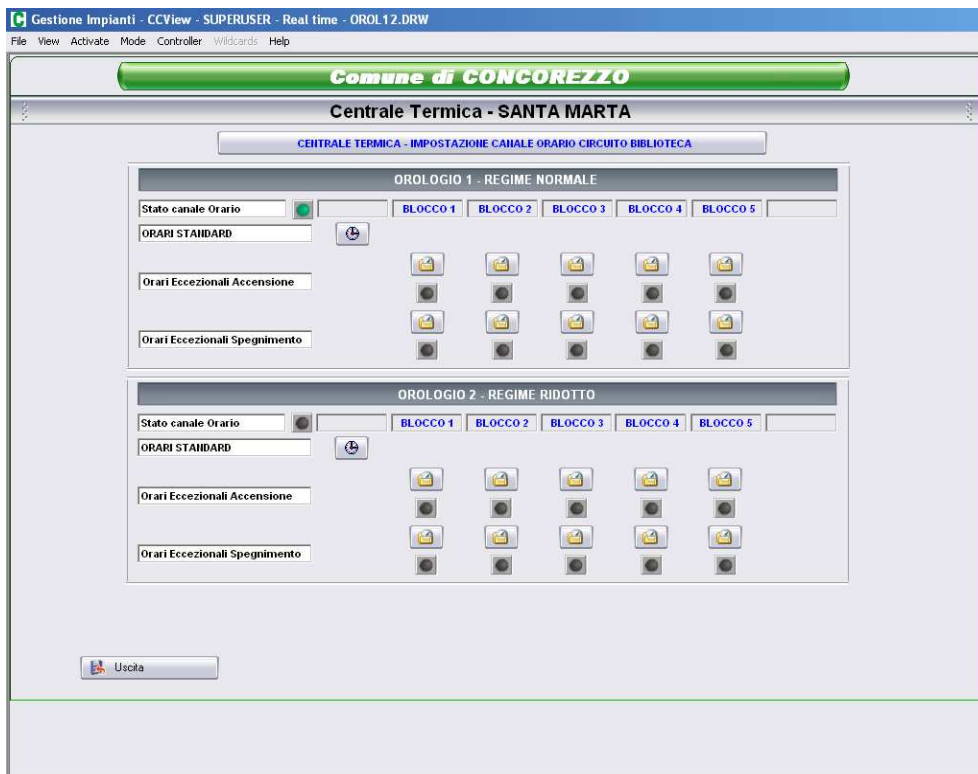 Gestione Impianti - CCView - SUPERUSER - Real time - OROL12.DRW
File View Activate Mode Controller Wildcards Help
Comune di CONCOREZZO
Centrale Termica - SANTA MARTA
CENTRALE TERMICA - IMPOSTAZIONE CANALE ORARIO CIRCUITO BIBLIOTECA
OROLOGIO 1 - REGIME NORMALE
Stato canale Orario BLOCCO 1 BLOCCO 2 BLOCCO 3 BLOCCO 4 BLOCCO 5
ORARI STANDARD
Orari Eccezionali Accensione
Orari Eccezionali Spegnimento
OROLOGIO 2 - REGIME RIDOTTO
Stato canale Orario BLOCCO 1 BLOCCO 2 BLOCCO 3 BLOCCO 4 BLOCCO 5
ORARI STANDARD
Orari Eccezionali Accensione
Orari Eccezionali Spegnimento
Uscita